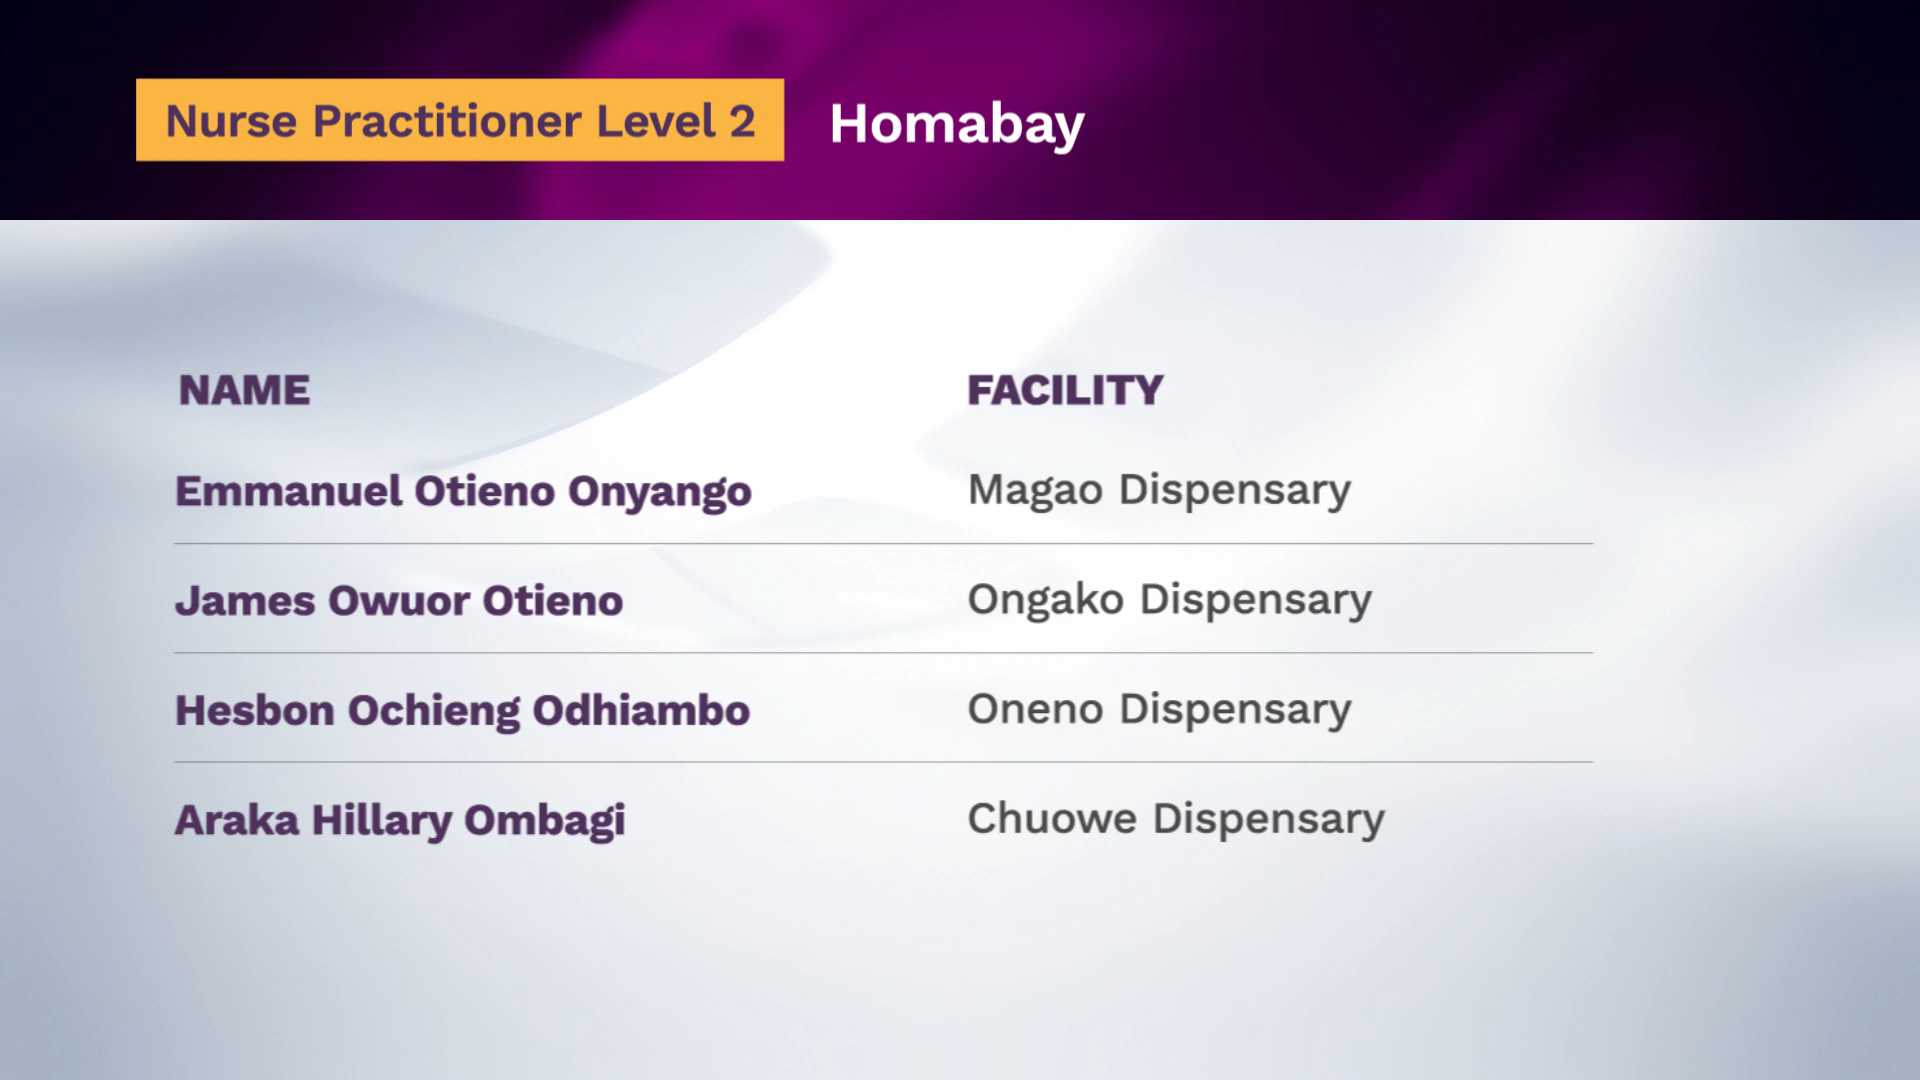 Nurse Practitioner Level 2 Homabay
NAME FACILITY
Emmanuel Otieno Onyango Magao Dispensary
James Owuor Otieno Ongako Dispensary
Hesbon Ochieng Odhiambo Oneno Dispensary
Araka Hillary Ombagi Chuowe Dispensary